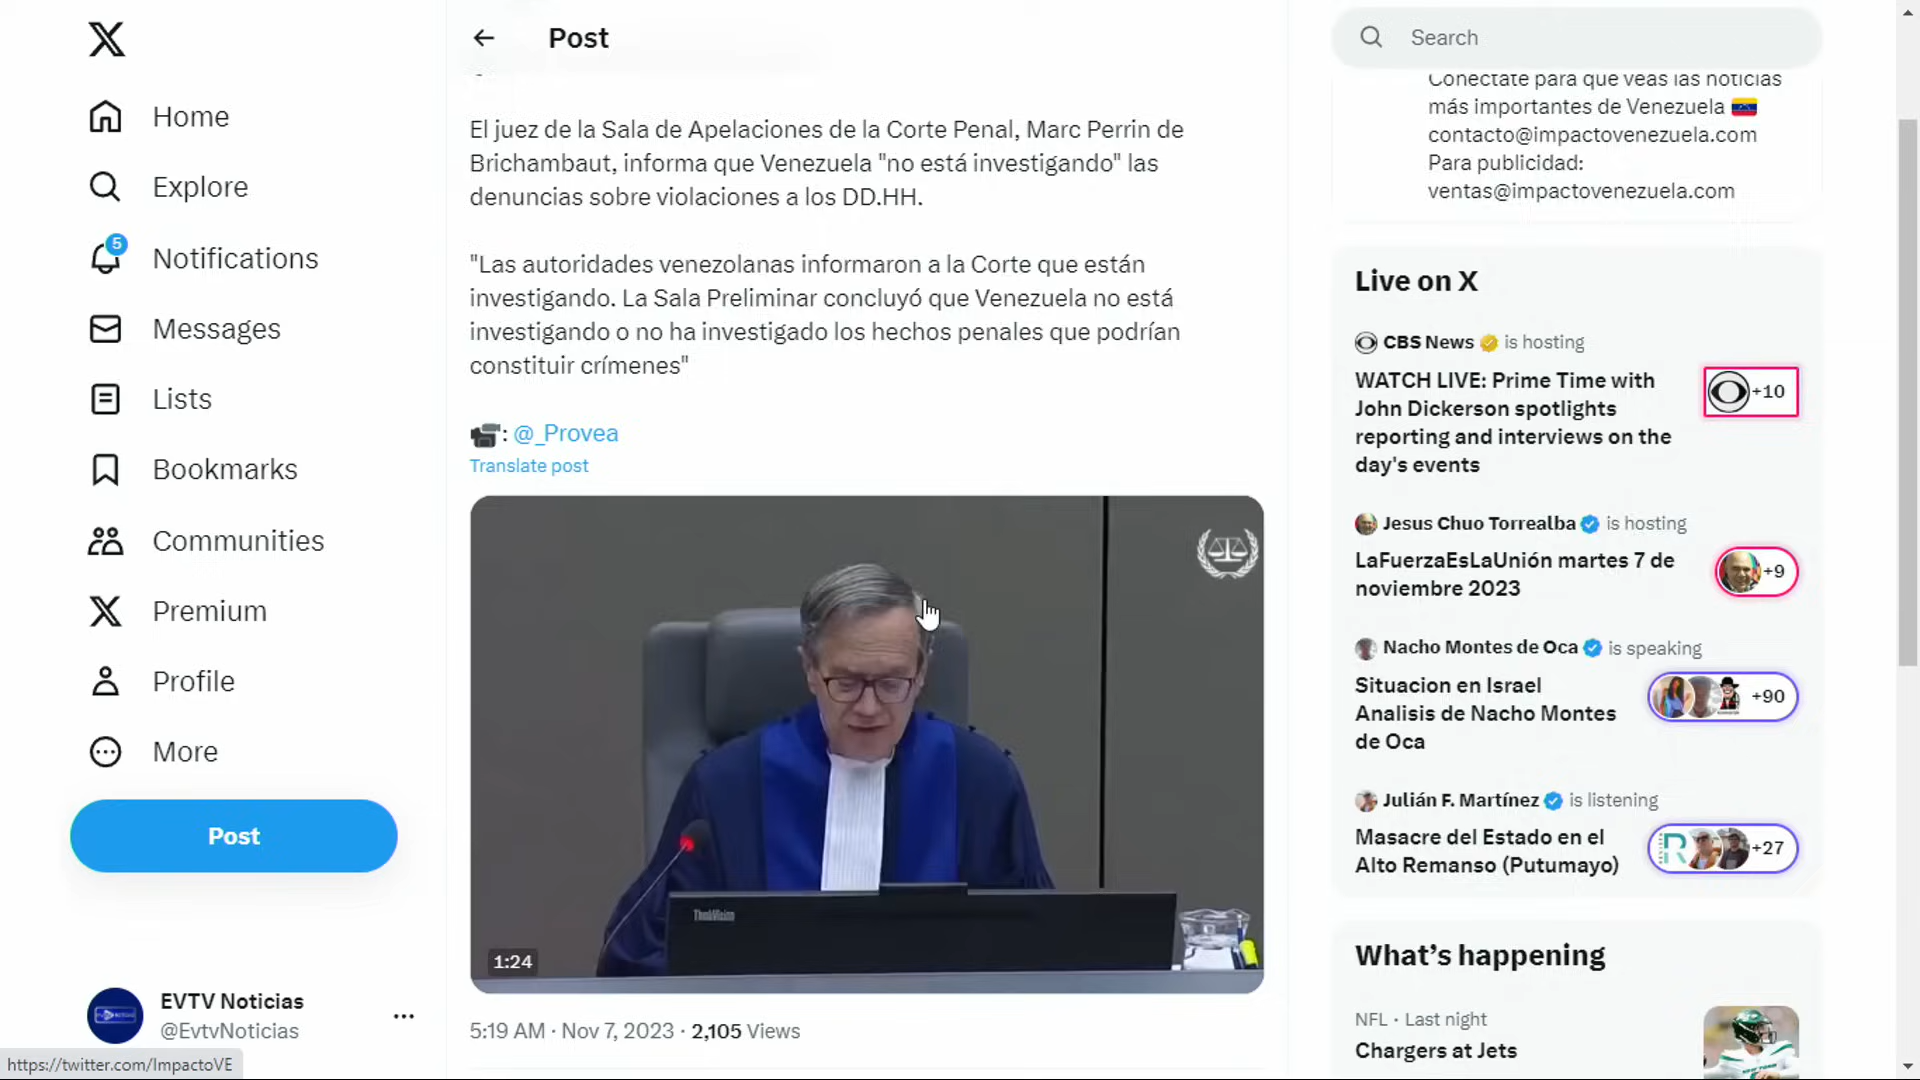 Home
Explore
5
Notifications
Messages
Lists
Bookmarks
Communities
Premium
Profile
More
Post
EVTV Noticias
@EvtvNoticias
https://twitter.com/ImpactoVE
Post
El juez de la Sala de Apelaciones de la Corte Penal, Marc Perrin de
Brichambaut, informa que Venezuela "no está investigando" las
denuncias sobre violaciones a los DD.HH.
"Las autoridades venezolanas informaron a la Corte que están
investigando. La Sala Preliminar concluyó que Venezuela no está
investigando o no ha investigado los hechos penales que podrían
constituir crímenes"
: @_Provea
Translate post
ThinkVision
1:24
5:19 AM · Nov 7, 2023 · 2,105 Views
Search
Conéctate para que veas las noticias
más importantes de Venezuela
contacto@impactovenezuela.com
Para publicidad:
ventas@impactovenezuela.com
Live on X
CBS News is hosting
WATCH LIVE: Prime Time with
John Dickerson spotlights
reporting and interviews on the
day's events
+10
Jesus Chuo Torrealba is hosting
LaFuerzaEsLaUnión martes 7 de
noviembre 2023
+9
Nacho Montes de Oca is speaking
Situacion en Israel
Analisis de Nacho Montes
de Oca
+90
Julián F. Martínez is listening
Masacre del Estado en el
Alto Remanso (Putumayo)
+27
What's happening
NFL · Last night
Chargers at Jets